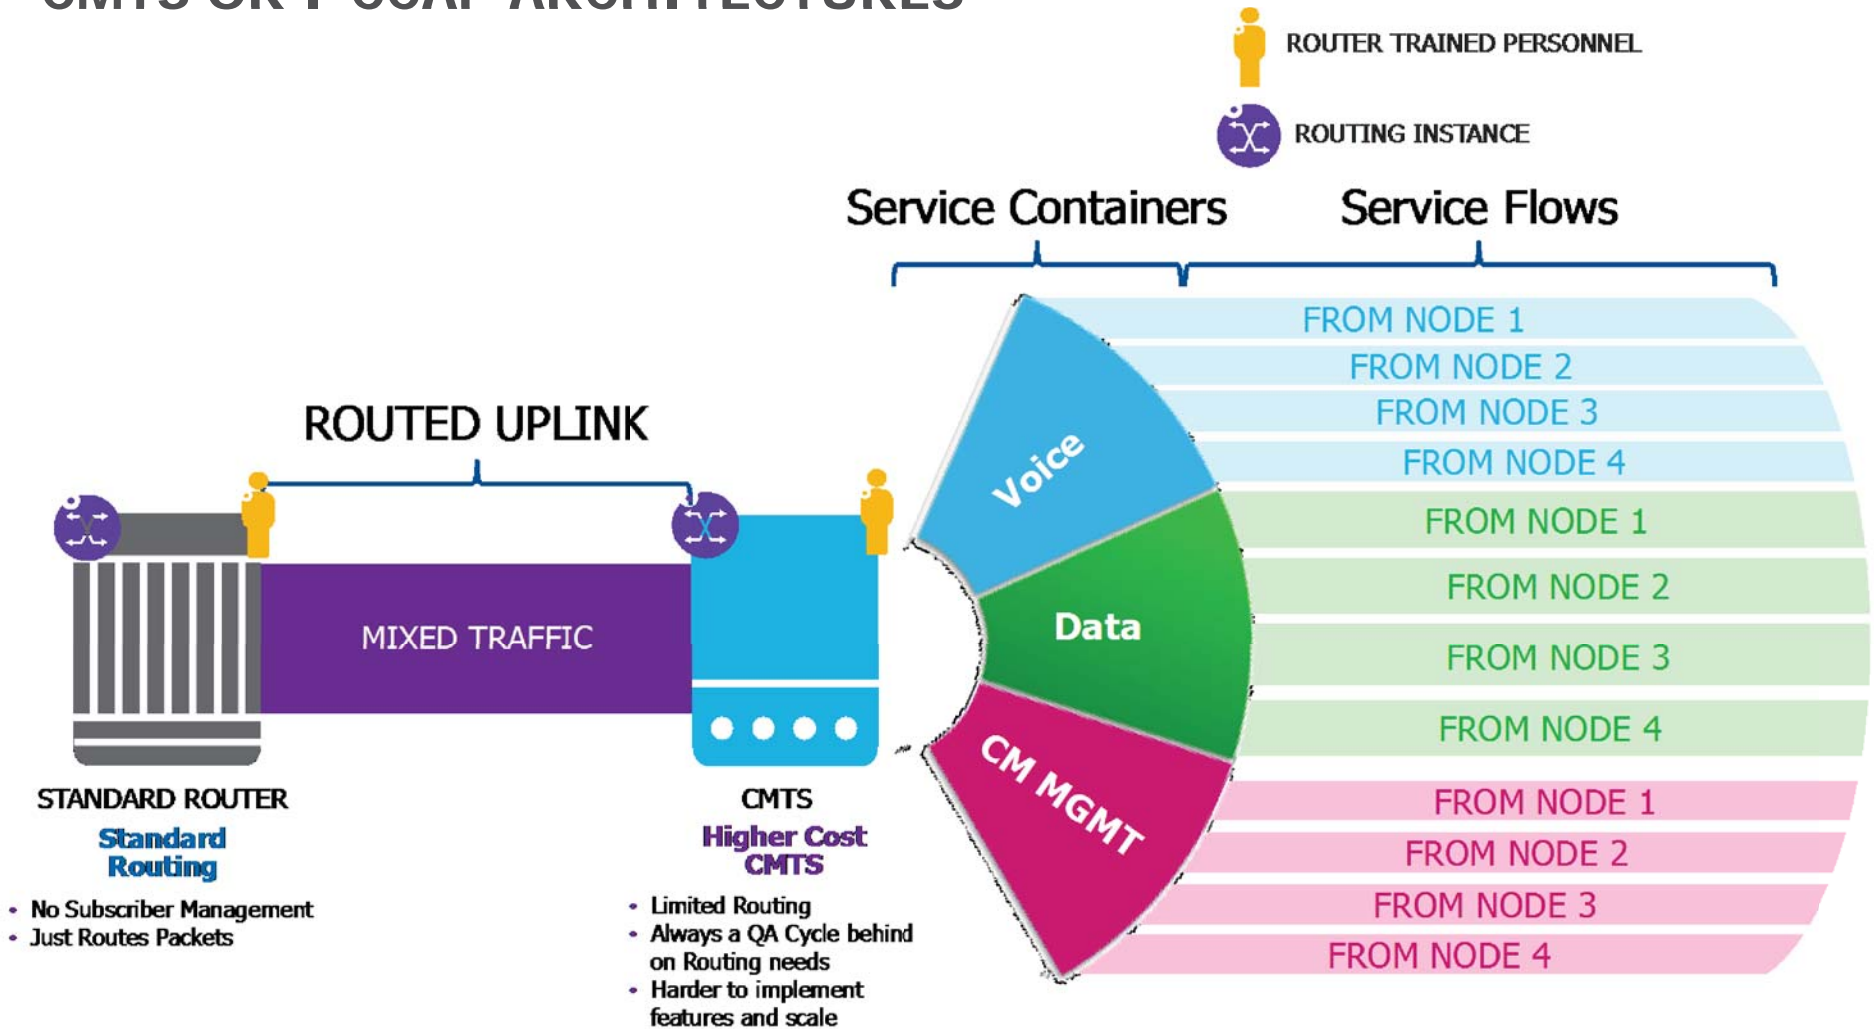 CMTS OR I-CCAP ARCHITECTURES
ROUTER TRAINED PERSONNEL
ROUTING INSTANCE
Service Containers
Service Flows
FROM NODE 1
FROM NODE 2
FROM NODE 3
FROM NODE 4
FROM NODE 1
FROM NODE 2
FROM NODE 3
FROM NODE 4
FROM NODE 1
FROM NODE 2
FROM NODE 3
FROM NODE 4
Voice
Data
CM MGMT
ROUTED UPLINK
MIXED TRAFFIC
STANDARD ROUTER
Standard
Routing
• No Subscriber Management
• Just Routes Packets
CMTS
Higher Cost
CMTS
• Limited Routing
• Always a QA Cycle behind
on Routing needs
• Harder to implement
features and scale